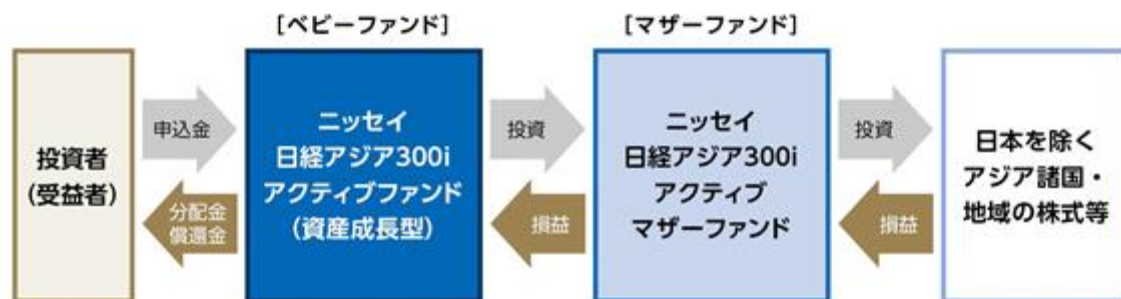 [ベビーファンド]
[マザーファンド]
投資者
(受益者)
申込金
分配金
償還金
ニッセイ
日経アジア300i
アクティブファンド
(資産成長型)
投資
損益
ニッセイ
日経アジア300i
アクティブ
マザーファンド
投資
損益
日本を除く
アジア諸国・
地域の株式等